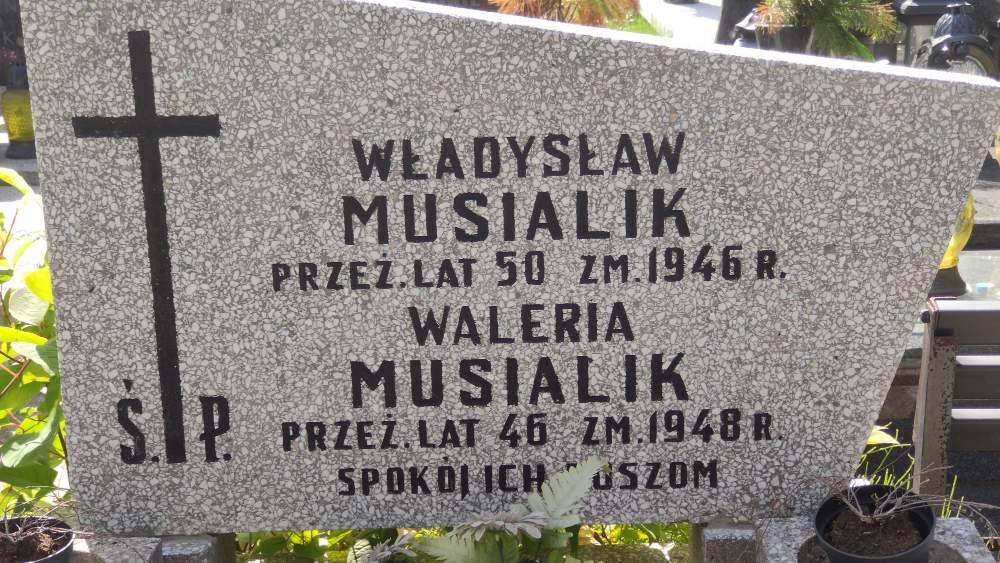 WŁADYSŁAW
MUSIALIK
PRZEŻ. LAT 50 ZM. 1946 R.
WALERIA
MUSIALIK
Ś. P.
PRZEŻ. LAT 46 ZM. 1948 R.
SPOKÓJ ICH